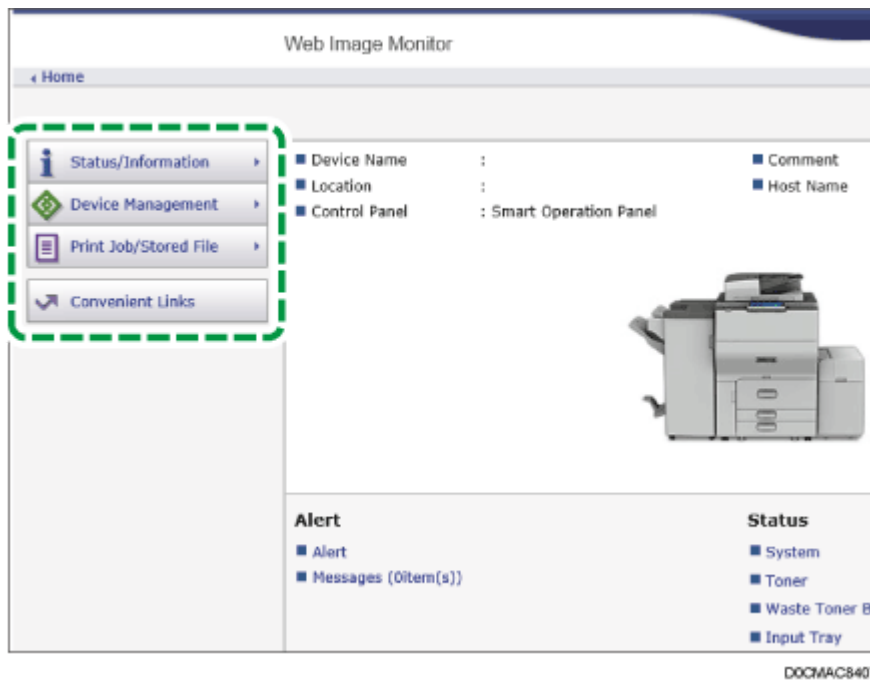 Web Image Monitor
Home
Status/Information
Device Management
Print Job/Stored File
Convenient Links
Device Name :
Location :
Control Panel : Smart Operation Panel
Comment
Host Name
Alert
Alert
Messages (0item(s))
Status
System
Toner
Waste Toner B
Input Tray
D0CMAC840